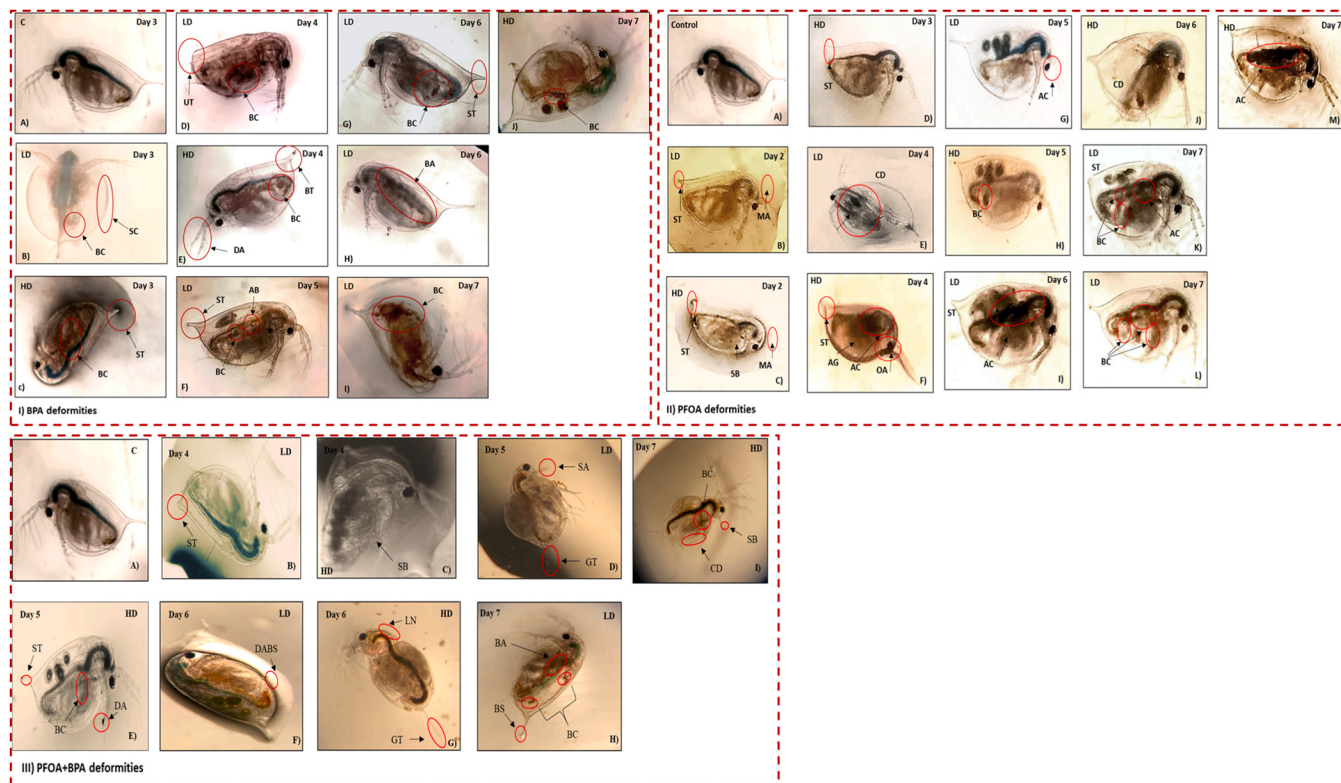 C Day 3
A)
LD Day 4
UT
BC
D)
LD Day 6
BC
ST
G)
HD Day 7
BC
J)
LD Day 3
BC
SC
B)
HD Day 4
BT
BC
DA
E)
LD Day 6
BA
H)
HD Day 3
ST
BC
c)
LD Day 5
ST
AB
BC
F)
LD Day 7
BC
I)
I) BPA deformities
Control
A)
HD Day 3
ST
D)
LD Day 5
AC
G)
HD Day 6
CD
J)
HD Day 7
AC
M)
LD Day 2
ST
MA
B)
LD Day 4
CD
E)
HD Day 5
BC
H)
LD Day 7
ST
BC
AC
K)
HD Day 2
ST
SB
MA
C)
HD Day 4
ST
AG
AC
OA
F)
LD Day 6
ST
AC
I)
LD Day 7
BC
L)
II) PFOA deformities
C
A)
Day 4 LD
ST
B)
Day 4
SB
HD
C)
Day 5 LD
SA
GT
D)
Day 7 HD
BC
SB
CD
I)
Day 5 HD
ST
BC
DA
E)
Day 6 LD
DABS
F)
Day 6 HD
LN
GT
G)
Day 7 LD
BA
BS
BC
H)
III) PFOA+BPA deformities